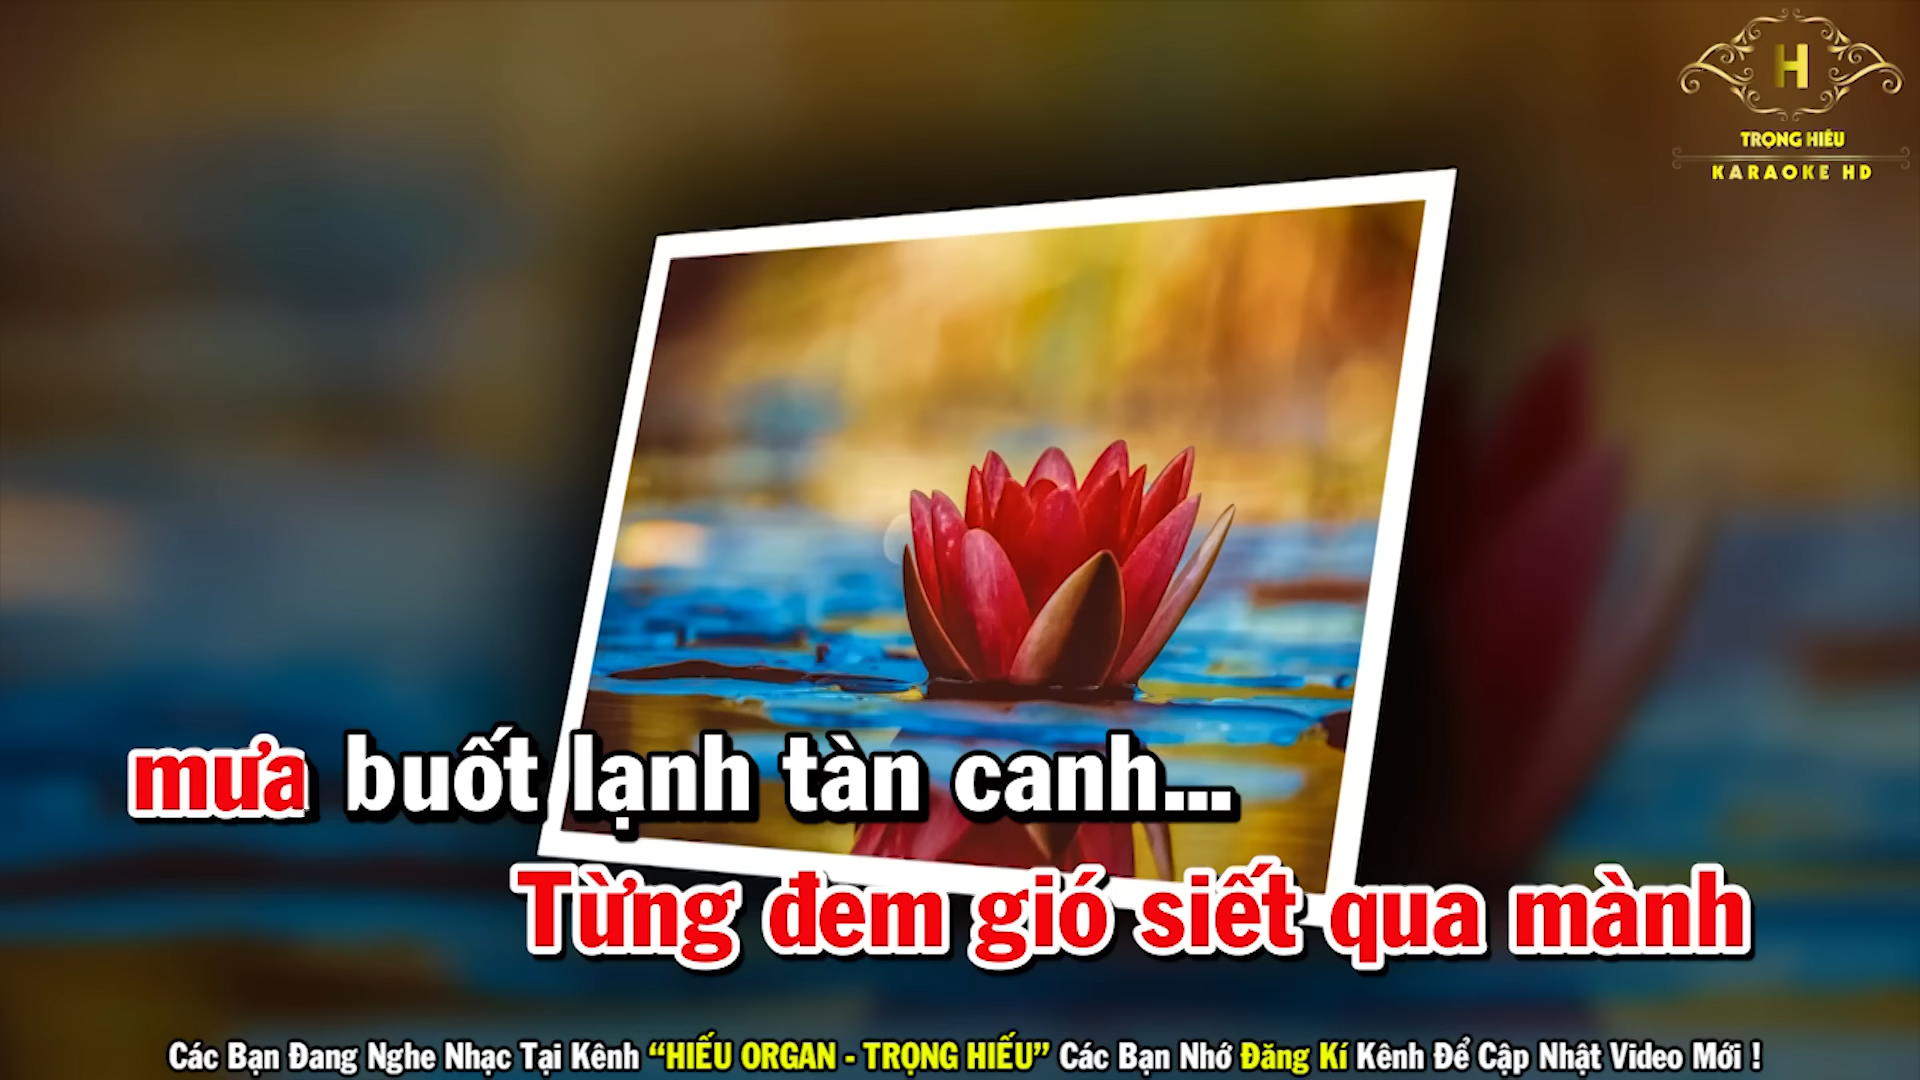 H
TRỌNG HIẾU
KARAOKE HD
mưa buốt lạnh tàn canh...
Từng đem gió siết qua mành
Các Bạn Đang Nghe Nhạc Tại Kênh “HIẾU ORGAN - TRỌNG HIẾU” Các Bạn Nhớ Đăng Kí Kênh Để Cập Nhật Video Mới !